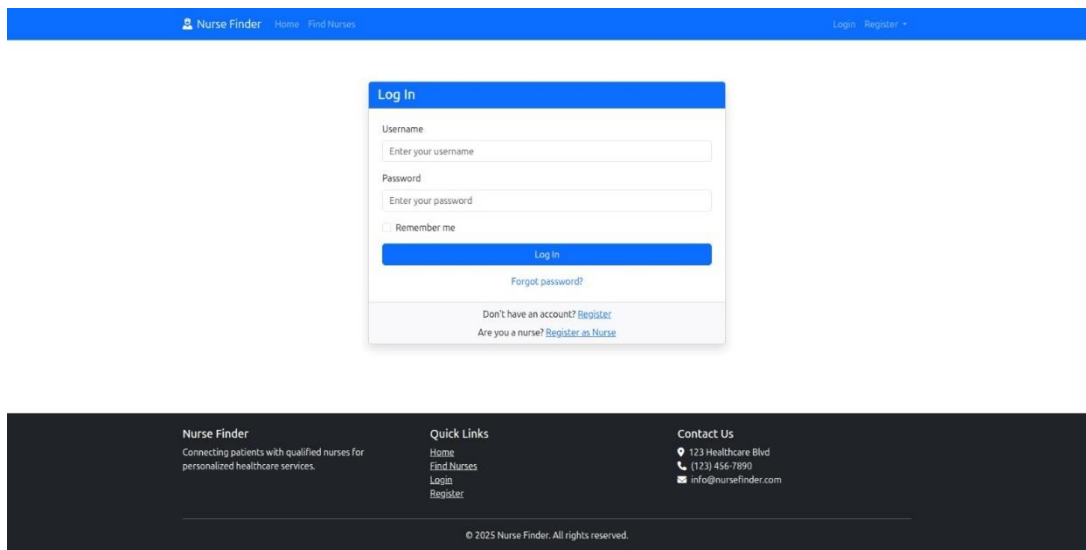 Nurse Finder Home Find Nurses Login Register
Log In
Username
Enter your username
Password
Enter your password
Remember me
Log In
Forgot password?
Don't have an account? Register
Are you a nurse? Register as Nurse
Nurse Finder
Connecting patients with qualified nurses for
personalized healthcare services.
Quick Links
Home
Find Nurses
Login
Register
Contact Us
123 Healthcare Blvd
(123) 456-7890
info@nursefinder.com
© 2025 Nurse Finder. All rights reserved.